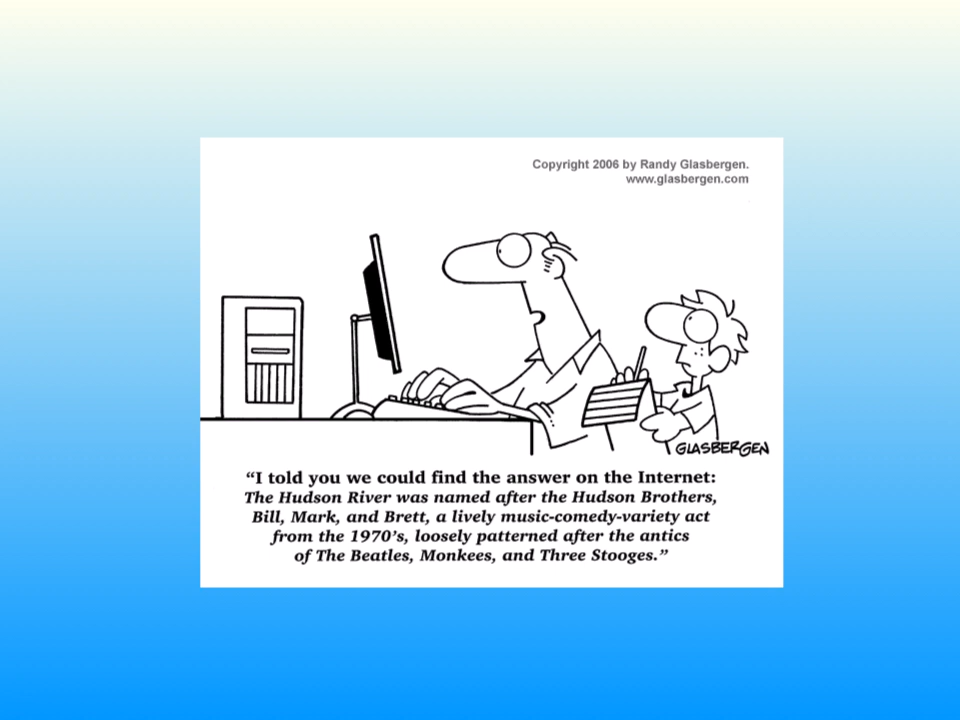 Copyright 2006 by Randy Glasbergen.
www.glasbergen.com
GLASBERGEN
“I told you we could find the answer on the Internet:
The Hudson River was named after the Hudson Brothers,
Bill, Mark, and Brett, a lively music-comedy-variety act
from the 1970’s, loosely patterned after the antics
of The Beatles, Monkees, and Three Stooges.”